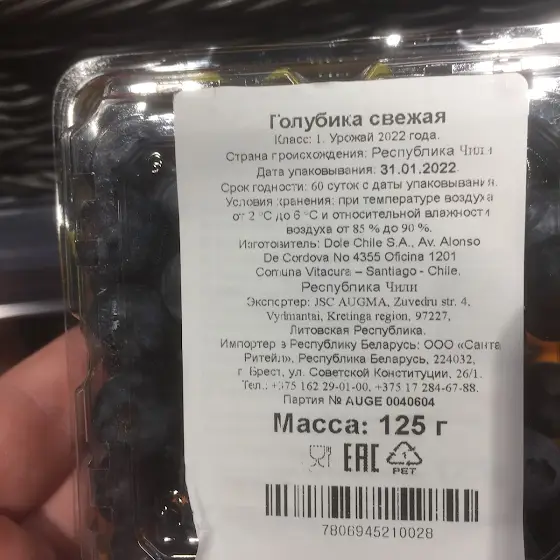 Голубика свежая
Класс: 1. Урожай 2022 года.
Страна происхождения: Республика Чили
Дата упаковывания: 31.01.2022.
Срок годности: 60 суток с даты упаковывания.
Условия хранения: при температуре воздуха
от 2 °С до 6 °С и относительной влажности
воздуха от 85 % до 90 %.
Изготовитель: Dole Chile S.A., Av. Alonso
De Cordova No 4355 Oficina 1201
Comuna Vitacura – Santiago - Chile.
Республика Чили
Экспортер: JSC AUGMA, Zuvedru str. 4,
Vydmantai, Kretinga region, 97227,
Литовская Республика.
Импортер в Республику Беларусь: ООО «Санта
Ритейл». Республика Беларусь, 224032,
г. Брест, ул. Советской Конституции, 26/1.
Тел.: +375 162 29-01-00, +375 17 284-67-88.
Партия № AUGE 0040604
Масса: 125 г
EAC
1
PET
7806945210028